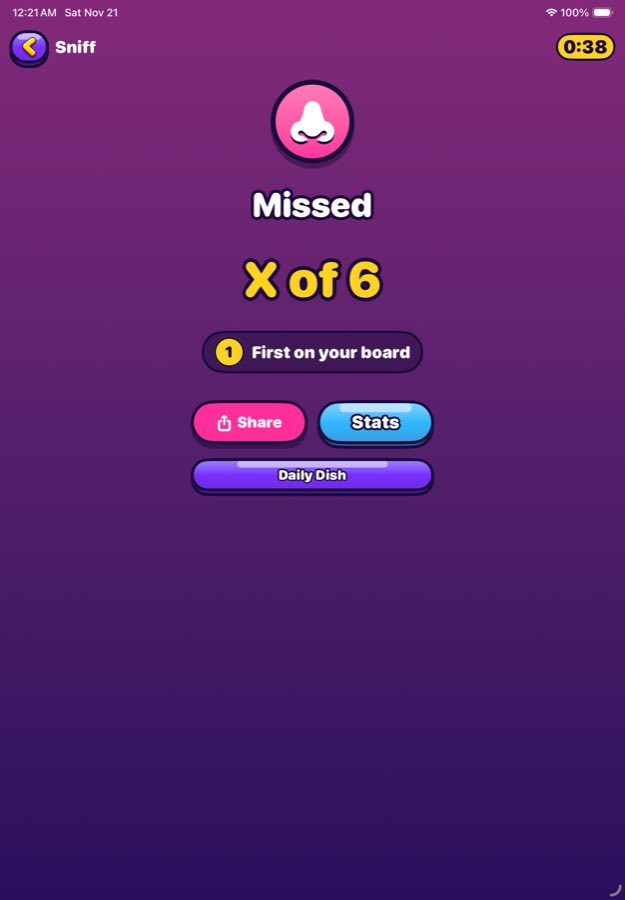 12:21 AM Sat Nov 21
100%
Sniff
0:38
Missed
X of 6
1 First on your board
Share
Stats
Daily Dish